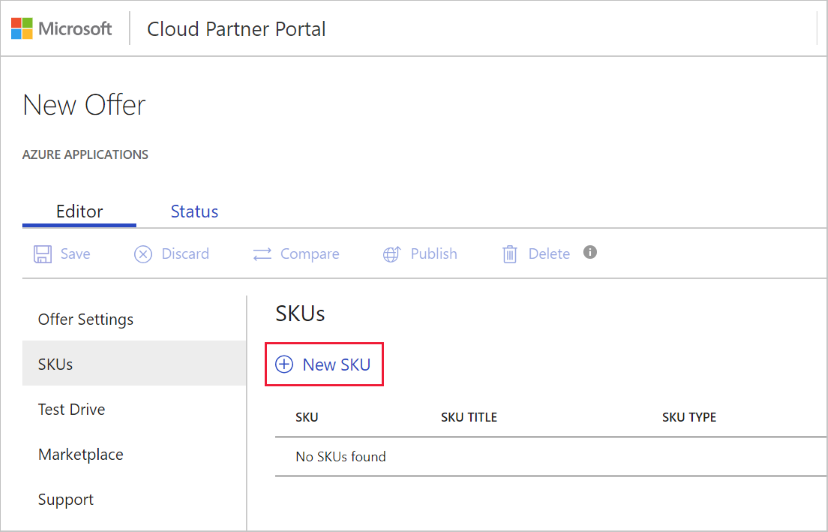 Microsoft Cloud Partner Portal
New Offer
AZURE APPLICATIONS
Editor Status
Save Discard Compare Publish Delete
Offer Settings
SKUs
Test Drive
Marketplace
Support
SKUs
New SKU
SKU SKU TITLE SKU TYPE
No SKUs found